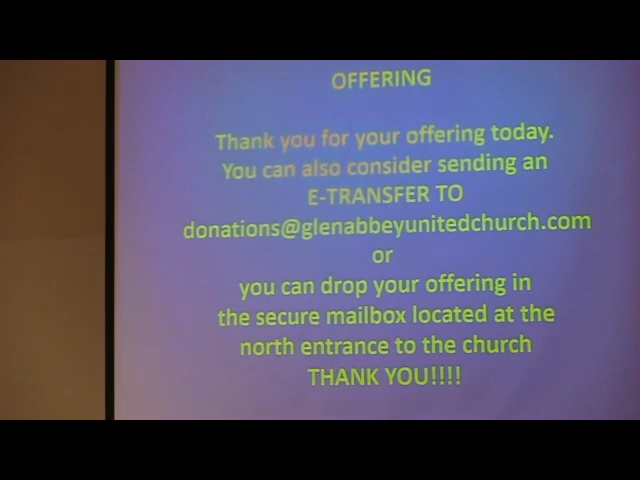 OFFERING
Thank you for your offering today.
You can also consider sending an
E-TRANSFER TO
donations@glenabbeyunitedchurch.com
or
you can drop your offering in
the secure mailbox located at the
north entrance to the church
THANK YOU!!!!